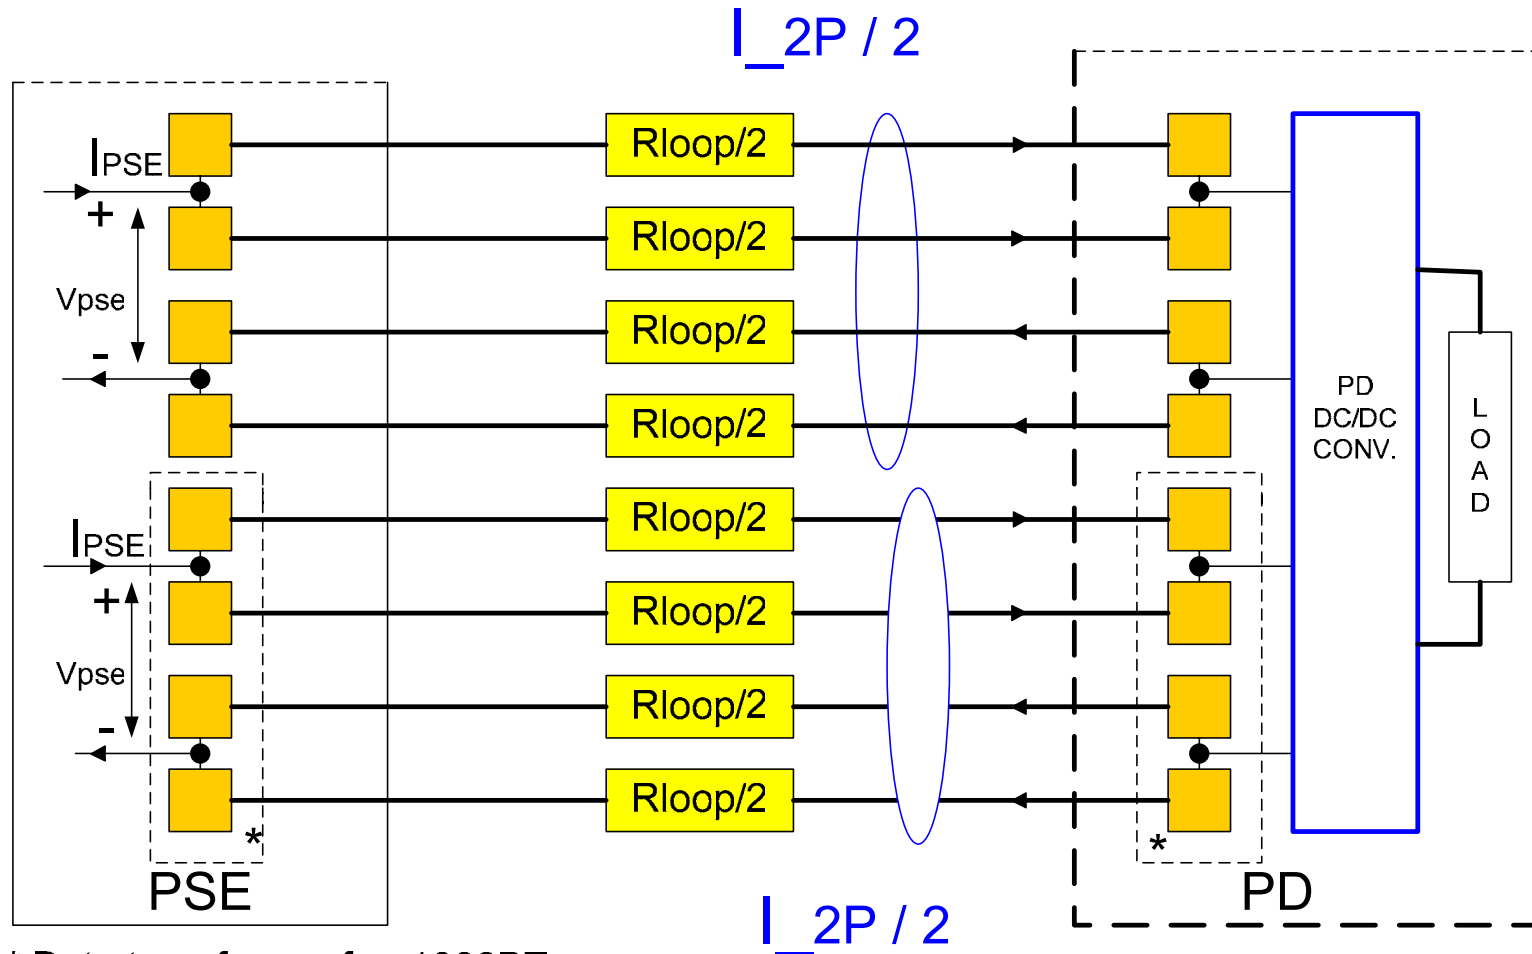 I_2P / 2
IPSE
+
Vpse
-
IPSE
+
Vpse
-
*
PSE
Rloop/2
Rloop/2
Rloop/2
Rloop/2
Rloop/2
Rloop/2
Rloop/2
Rloop/2
PD
DC/DC
CONV.
L
O
A
D
*
PD
I_2P / 2